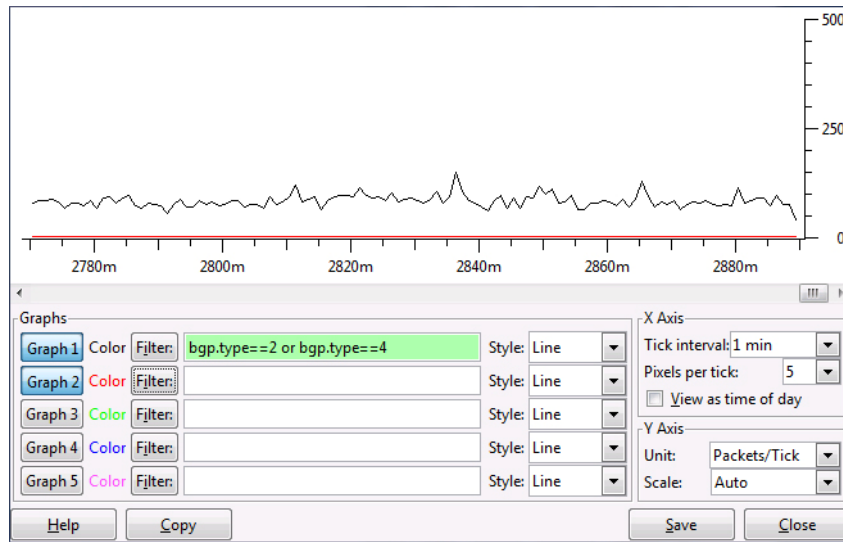 500
250
0
2780m 2800m 2820m 2840m 2860m 2880m
Graphs
Graph 1 Color Filter: bgp.type==2 or bgp.type==4 Style: Line
Graph 2 Color Filter: Style: Line
Graph 3 Color Filter: Style: Line
Graph 4 Color Filter: Style: Line
Graph 5 Color Filter: Style: Line
X Axis
Tick interval: 1 min
Pixels per tick: 5
View as time of day
Y Axis
Unit: Packets/Tick
Scale: Auto
Help Copy Save Close